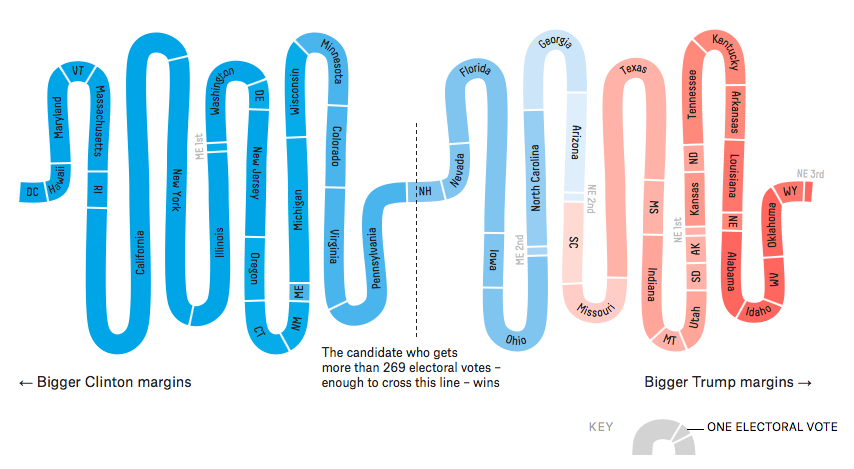 DC
Hawaii
Maryland
VT
Massachusetts
RI
California
New York
Illinois
ME 1st
Washington
DE
New Jersey
Oregon
CT
NM
ME
Michigan
Wisconsin
Minnesota
Colorado
Virginia
Pennsylvania
NH
Nevada
Florida
Iowa
Ohio
ME 2nd
North Carolina
Georgia
Arizona
NE 2nd
SC
Missouri
Texas
MS
Indiana
MT
Utah
SD
AK
NE 1st
Kansas
ND
Tennessee
Kentucky
Arkansas
Louisiana
NE
Alabama
Idaho
WV
Oklahoma
WY
NE 3rd
The candidate who gets
more than 269 electoral votes –
enough to cross this line – wins
← Bigger Clinton margins
Bigger Trump margins →
KEY
ONE ELECTORAL VOTE